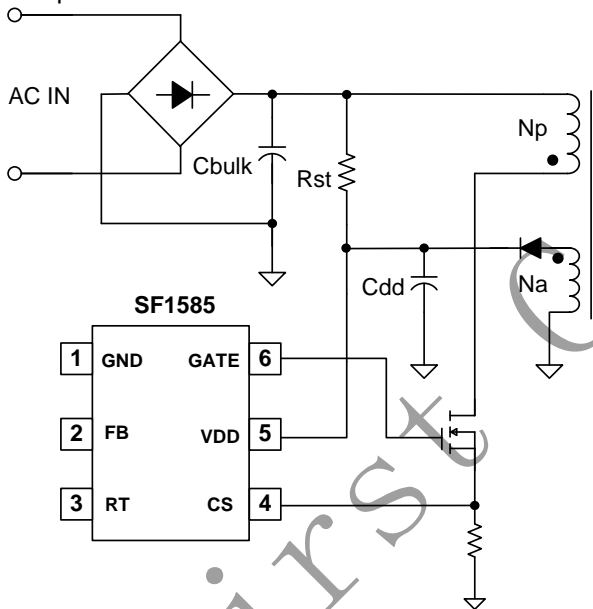 AC IN
Cbulk
Rst
Np
Cdd
Na
SF1585
1 GND GATE 6
2 FB VDD 5
3 RT CS 4
irst C